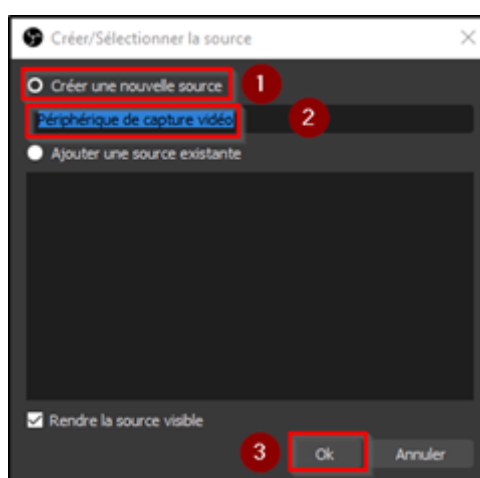 Créer/Sélectionner la source
Créer une nouvelle source 1
Périphérique de capture vidéo 2
Ajouter une source existante
Rendre la source visible
3 Ok Annuler